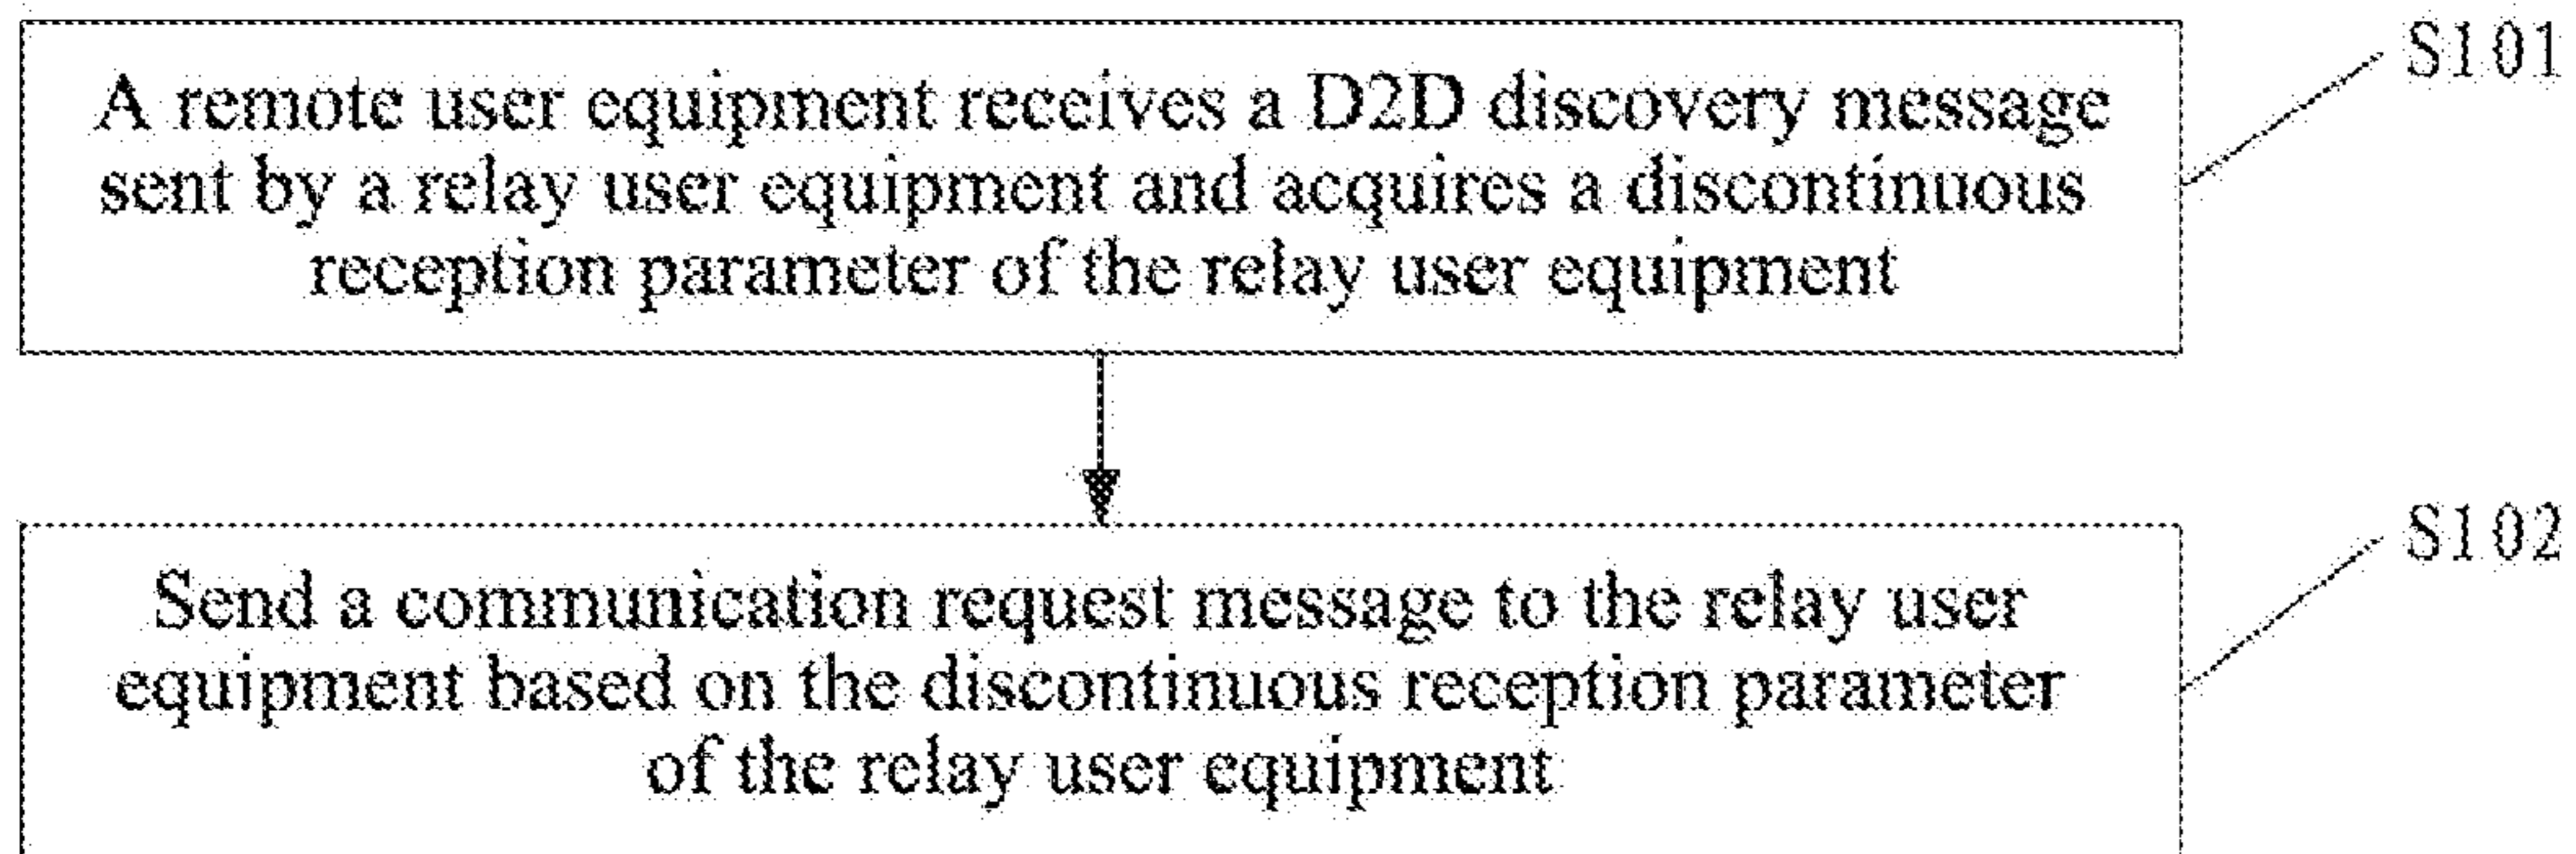 A remote user equipment receives a D2D discovery message
sent by a relay user equipment and acquires a discontinuous
reception parameter of the relay user equipment
S101
Send a communication request message to the relay user
equipment based on the discontinuous reception parameter
of the relay user equipment
S102